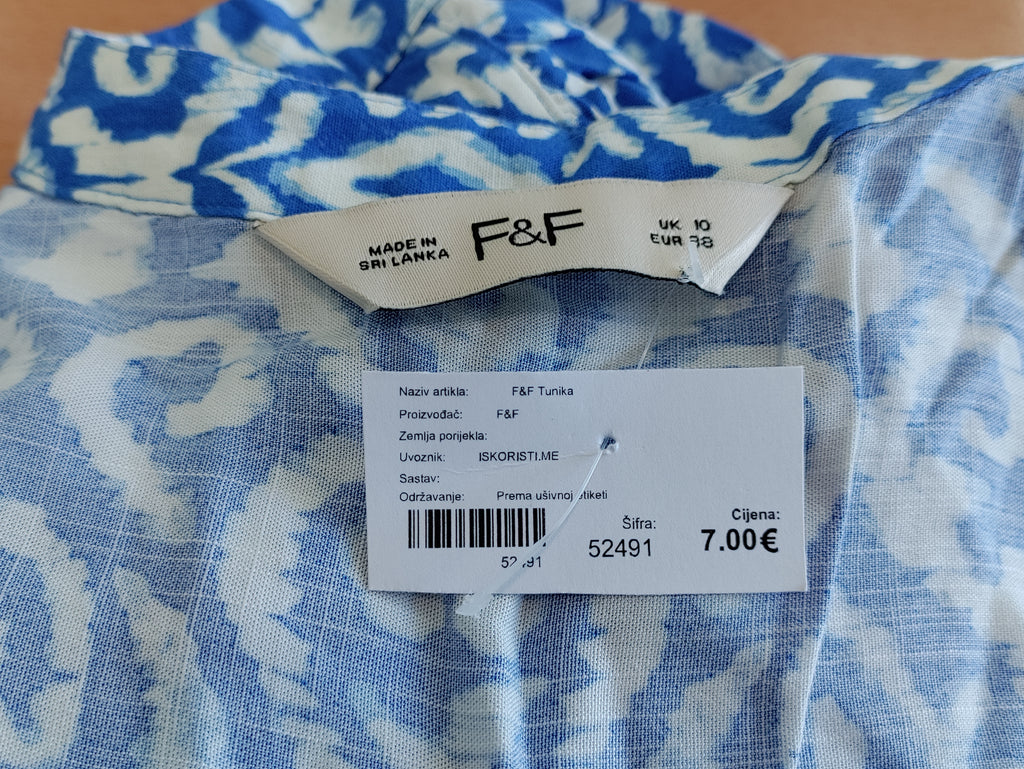 MADE IN
SRI LANKA
F&F
UK 10
EUR 38
Naziv artikla: F&F Tunika
Proizvođač: F&F
Zemlja porijekla:
Uvoznik: ISKORISTI.ME
Sastav:
Održavanje: Prema ušivnoj etiketi
52491
Šifra:
52491
Cijena:
7.00€